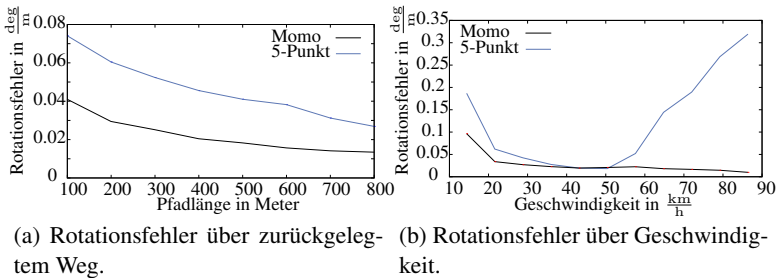 Rotationsfehler in deg/m
0.08
0.06
0.04
0.02
0
100 200 300 400 500 600 700 800
Pfadlänge in Meter
Momo
5-Punkt
(a) Rotationsfehler über zurückgeleg-
tem Weg.
Rotationsfehler in deg/m
0.35
0.3
0.25
0.2
0.15
0.1
0.05
0
10 20 30 40 50 60 70 80 90
Geschwindigkeit in km/h
Momo
5-Punkt
(b) Rotationsfehler über Geschwindig-
keit.